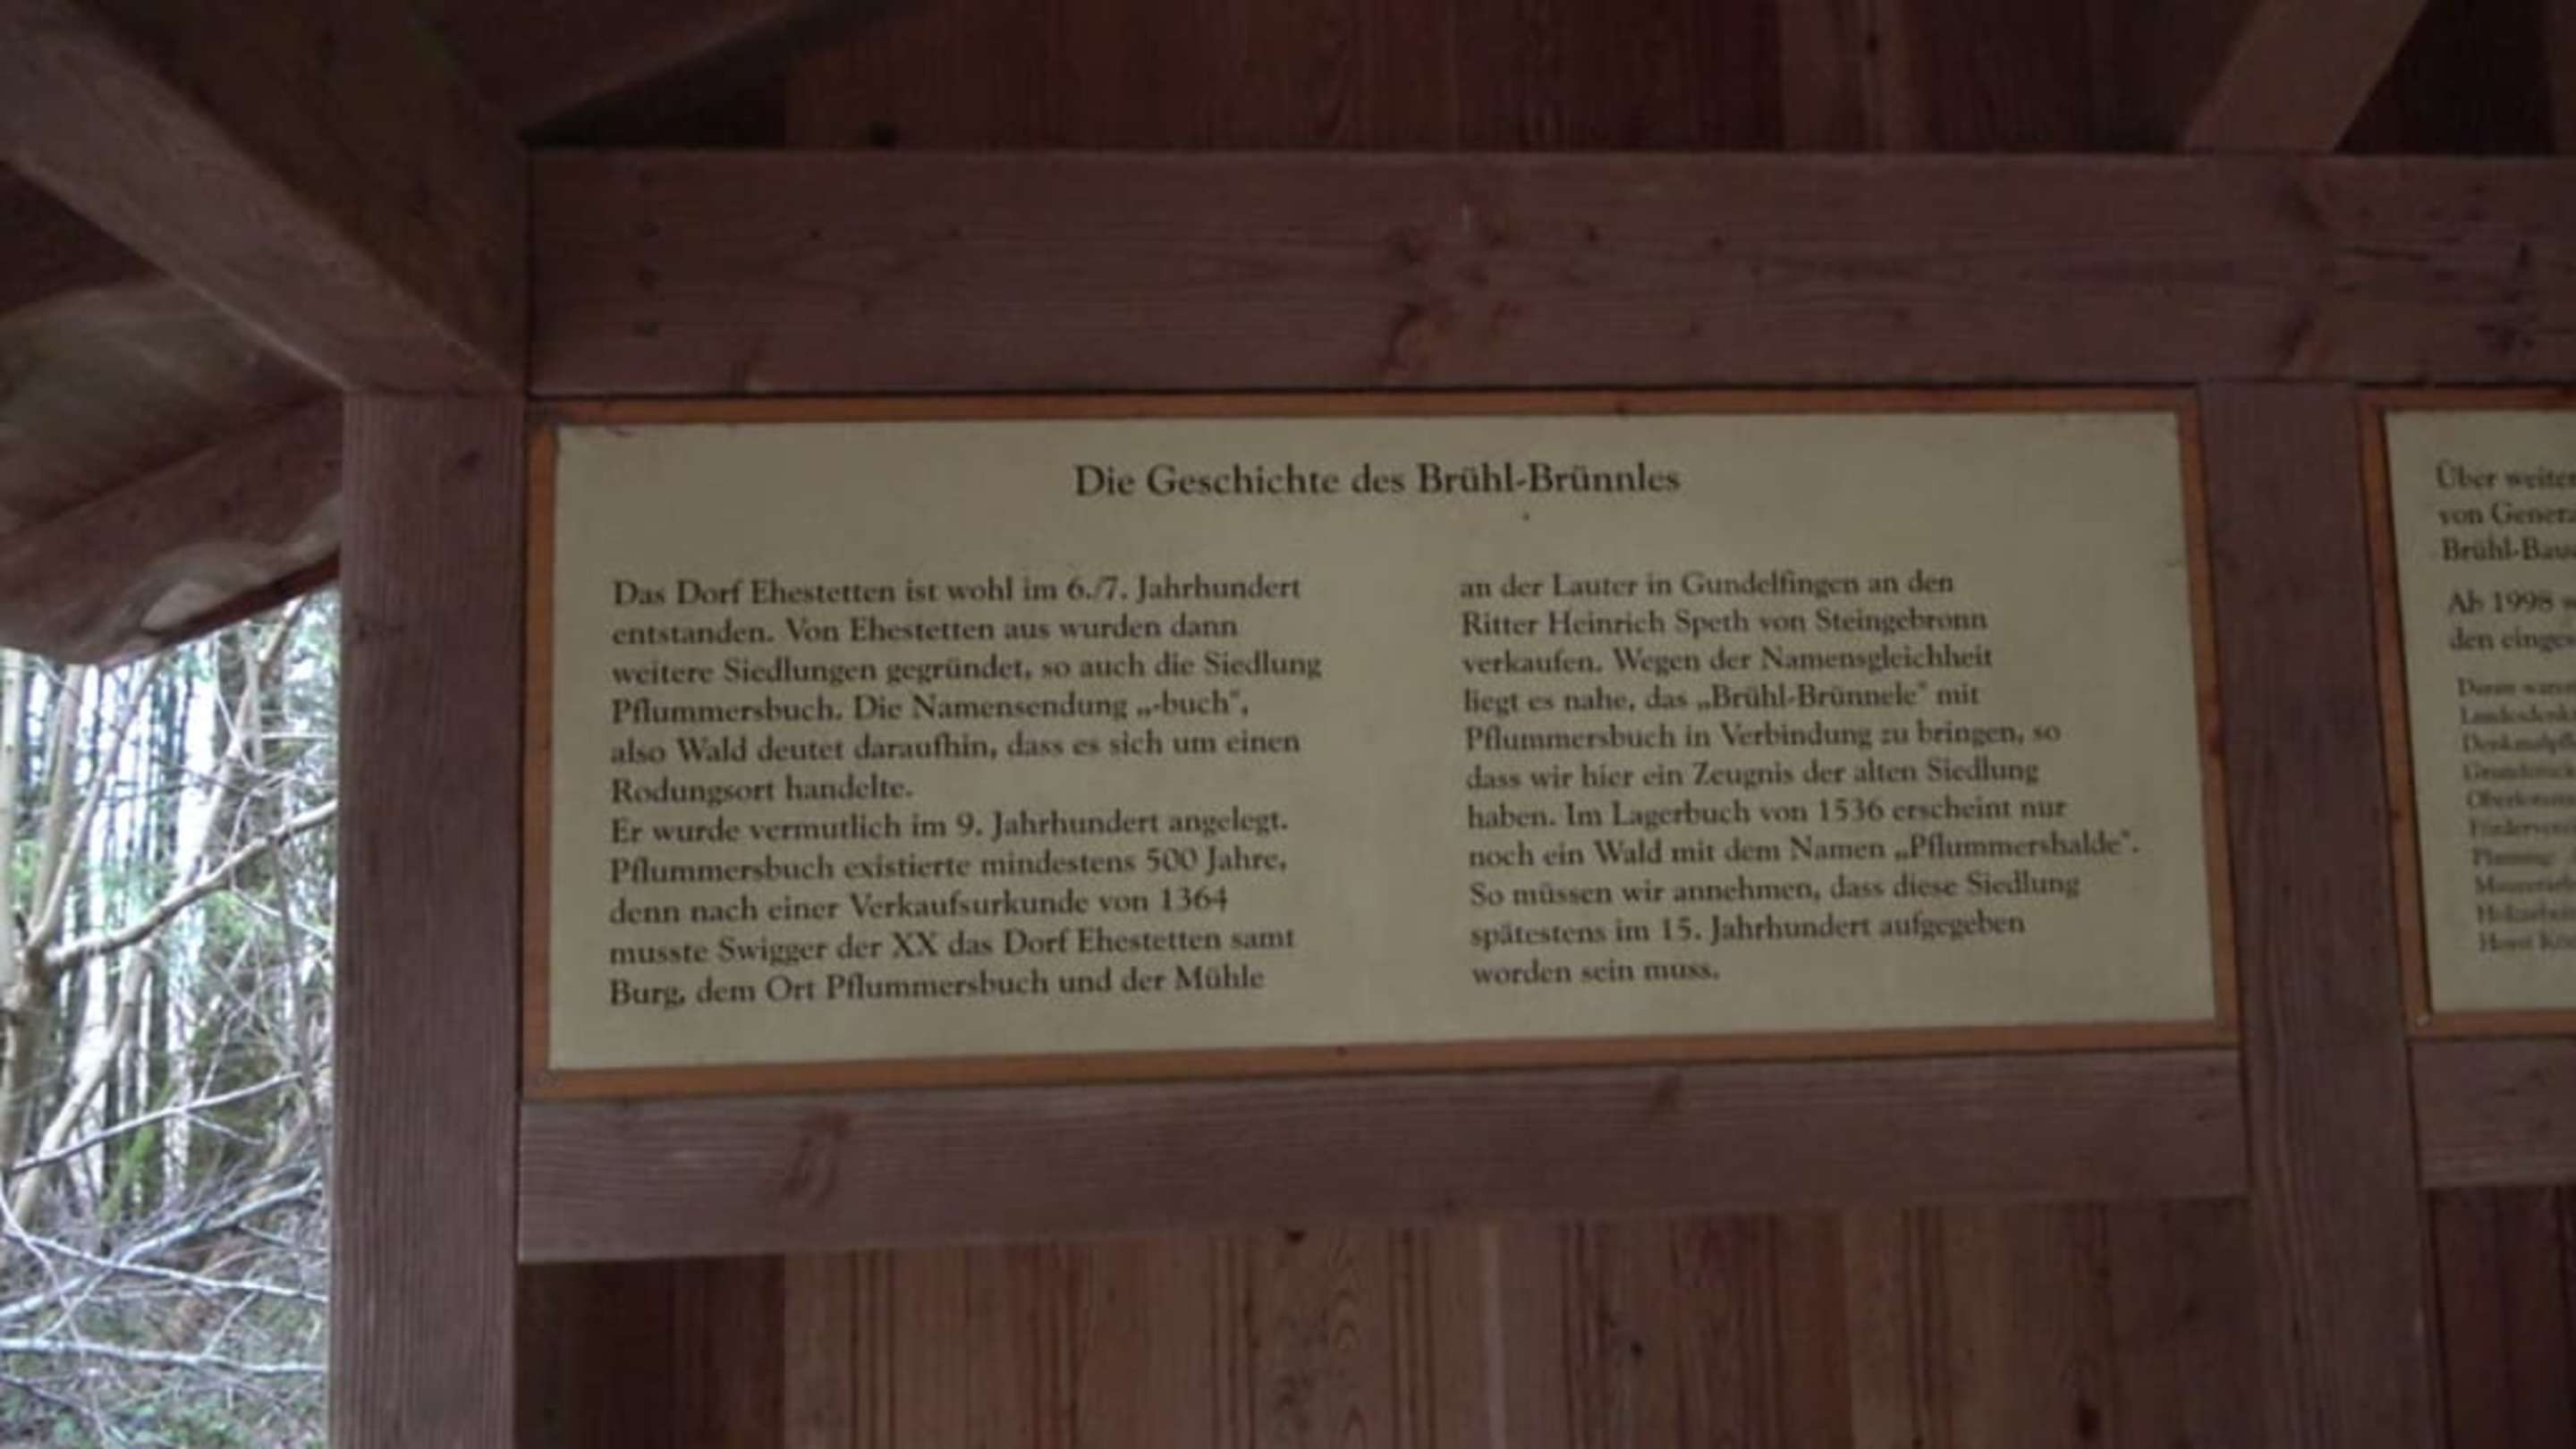 Die Geschichte des Brühl-Brünnles
Das Dorf Ehestetten ist wohl im 6./7. Jahrhundert
entstanden. Von Ehestetten aus wurden dann
weitere Siedlungen gegründet, so auch die Siedlung
Pflummersbuch. Die Namensendung „-buch“,
also Wald deutet daraufhin, dass es sich um einen
Rodungsort handelte.
Er wurde vermutlich im 9. Jahrhundert angelegt.
Pflummersbuch existierte mindestens 500 Jahre,
denn nach einer Verkaufsurkunde von 1364
musste Swigger der XX das Dorf Ehestetten samt
Burg, dem Ort Pflummersbuch und der Mühle
an der Lauter in Gundelfingen an den
Ritter Heinrich Speth von Steingebronn
verkaufen. Wegen der Namensgleichheit
liegt es nahe, das „Brühl-Brünnele“ mit
Pflummersbuch in Verbindung zu bringen, so
dass wir hier ein Zeugnis der alten Siedlung
haben. Im Lagerbuch von 1536 erscheint nur
noch ein Wald mit dem Namen „Pflummershalde“.
So müssen wir annehmen, dass diese Siedlung
spätestens im 15. Jahrhundert aufgegeben
worden sein muss.
Über
von
Ab 1998
den